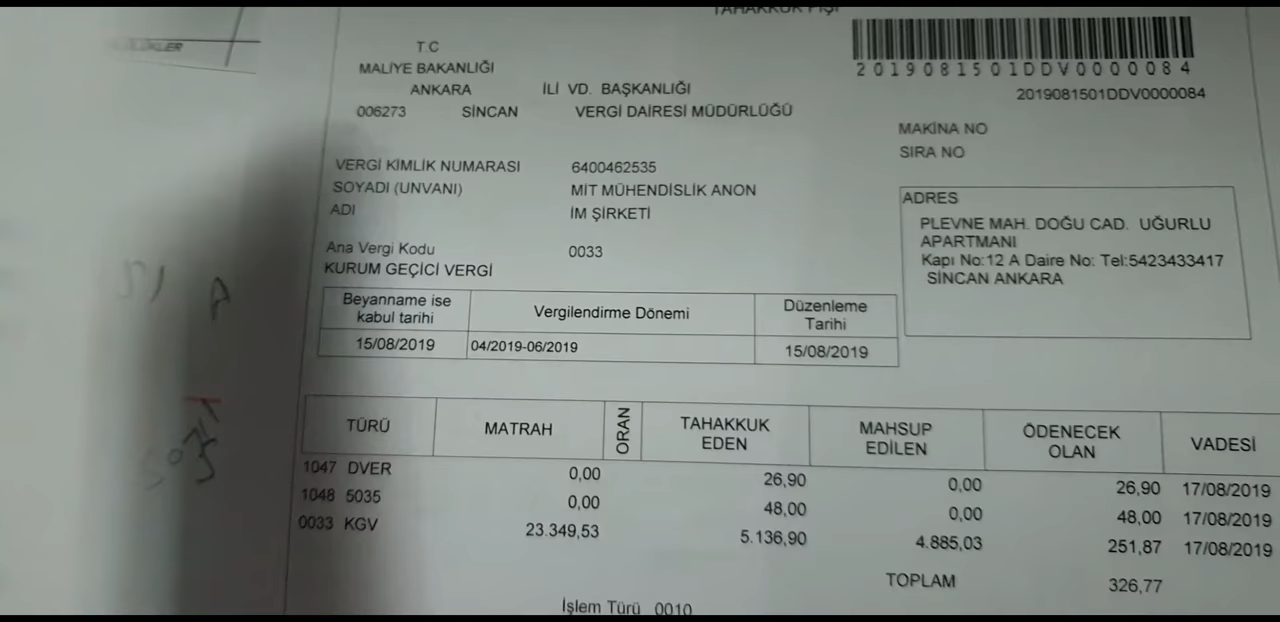 TAHAKKUK FİŞİ
2019081501DDV0000084
2019081501DDV0000084
T.C
MALİYE BAKANLIĞI
ANKARA İLİ VD. BAŞKANLIĞI
006273 SİNCAN VERGİ DAİRESİ MÜDÜRLÜĞÜ
MAKİNA NO
SIRA NO
VERGİ KİMLİK NUMARASI 6400462535
SOYADI (UNVANI) MİT MÜHENDİSLİK ANON
ADI İM ŞİRKETİ
Ana Vergi Kodu 0033
KURUM GEÇİCİ VERGİ
ADRES
PLEVNE MAH. DOĞU CAD. UĞURLU
APARTMANI
Kapı No:12 A Daire No: Tel:5423433417
SİNCAN ANKARA
Beyanname ise kabul tarihi Vergilendirme Dönemi Düzenleme Tarihi
15/08/2019 04/2019-06/2019 15/08/2019
TÜRÜ MATRAH ORAN TAHAKKUK EDEN MAHSUP EDİLEN ÖDENECEK OLAN VADESİ
1047 DVER 0,00 26,90 0,00 26,90 17/08/2019
1048 5035 0,00 48,00 0,00 48,00 17/08/2019
0033 KGV 23.349,53 5.136,90 4.885,03 251,87 17/08/2019
TOPLAM 326,77
İşlem Türü 0010